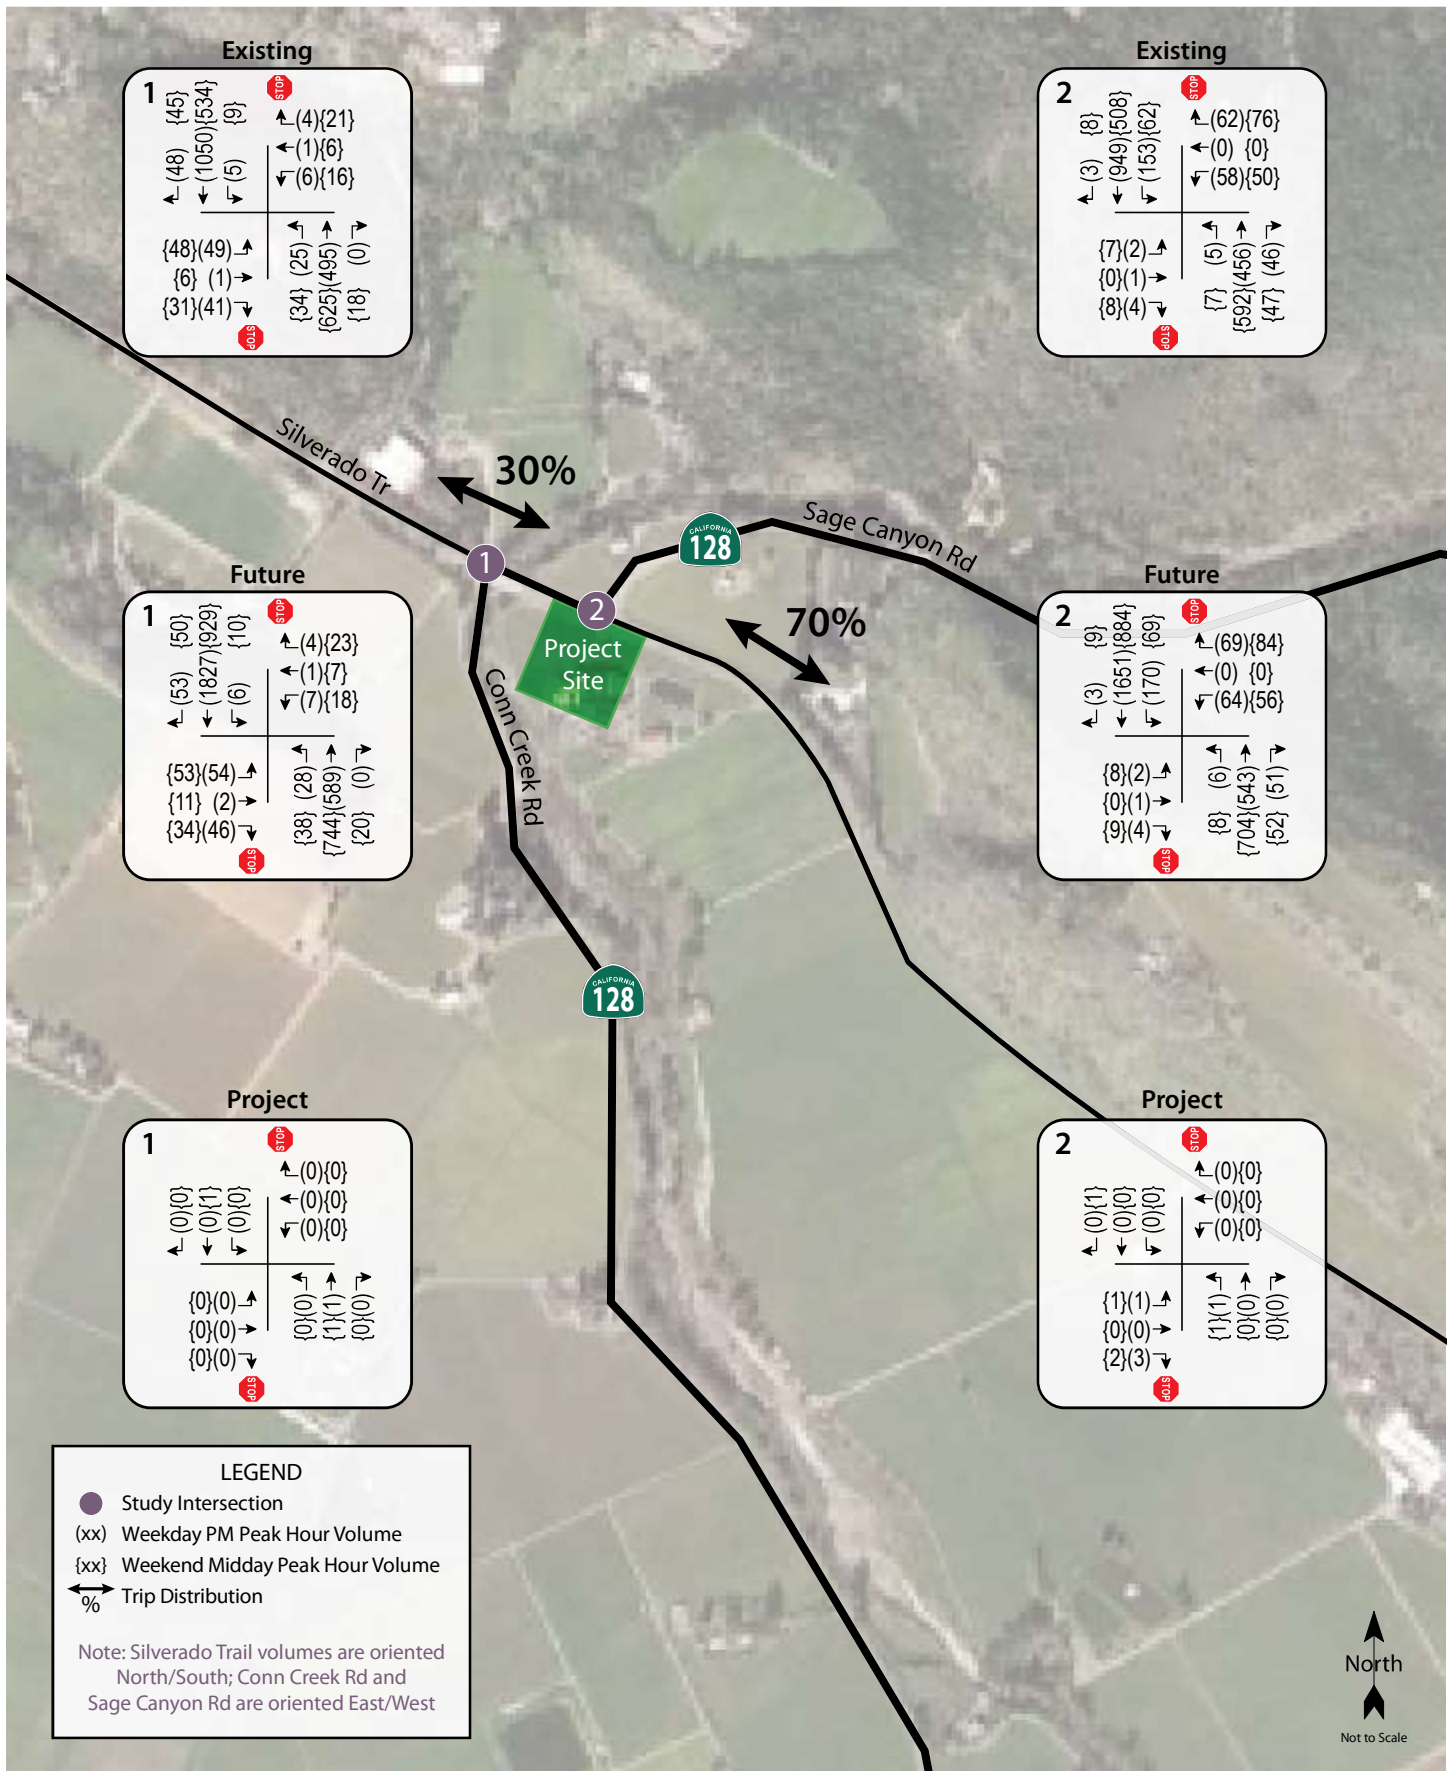 Existing
1
STOP
{45}
(1050){534}
{9}
(48)
(5)
(4){21}
(1){6}
(6){16}
{48}(49)
{6} (1)
{31}(41)
{34} (25)
{625}(495)
{18} (0)
STOP
Existing
2
STOP
(3) {8}
(949){508}
(153){62}
(62){76}
(0) {0}
(58){50}
{7}(2)
{0}(1)
{8}(4)
{7} (5)
{592}(456)
{47} (46)
STOP
Silverado Tr
30%
Sage Canyon Rd
CALIFORNIA
128
1
2
Project
Site
70%
Conn Creek Rd
CALIFORNIA
128
Future
1
STOP
(53) {50}
(1827){929}
(6) {10}
(4){23}
(1){7}
(7){18}
{53}(54)
{11} (2)
{34}(46)
{38} (28)
{744}(589)
{20} (0)
STOP
Future
2
STOP
(3) {9}
(1651){884}
(170) {69}
(69){84}
(0) {0}
(64){56}
{8}(2)
{0}(1)
{9}(4)
{8} (6)
{704}(543)
{52} (51)
STOP
Project
1
STOP
(0){0}
(0){1}
(0){0}
(0){0}
(0){0}
(0){0}
{0}(0)
{0}(0)
{0}(0)
{0}(0)
{1}(1)
{0}(0)
STOP
Project
2
STOP
(0){1}
(0){0}
(0){0}
(0){0}
(0){0}
(0){0}
{1}(1)
{0}(0)
{2}(3)
{1}(1)
{0}(0)
{0}(0)
STOP
LEGEND
Study Intersection
(xx) Weekday PM Peak Hour Volume
{xx} Weekend Midday Peak Hour Volume
% Trip Distribution
Note: Silverado Trail volumes are oriented
North/South; Conn Creek Rd and
Sage Canyon Rd are oriented East/West
North
Not to Scale